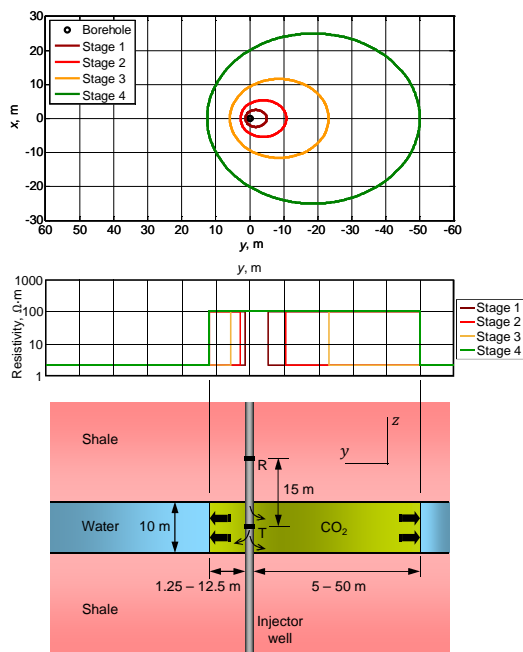 30
20
10
0
-10
-20
-30
x, m
Borehole
Stage 1
Stage 2
Stage 3
Stage 4
60 50 40 30 20 10 0 -10 -20 -30 -40 -50 -60
y, m
y, m
Resistivity, Ω·m
1000
100
10
1
Stage 1
Stage 2
Stage 3
Stage 4
Shale
z
y
R
15 m
Water
10 m
CO₂
T
1.25 – 12.5 m
5 – 50 m
Shale
Injector
well